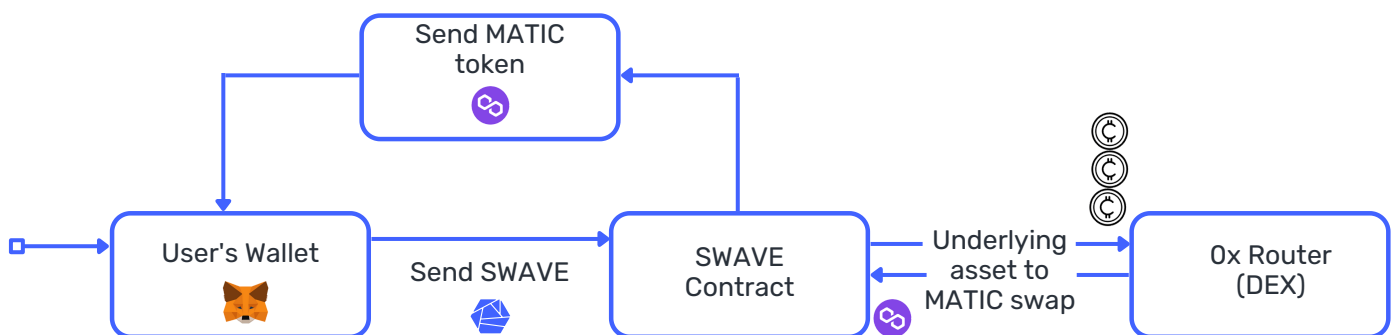 Send MATIC
token
User's Wallet
Send SWAVE
SWAVE
Contract
Underlying
asset to
MATIC swap
0x Router
(DEX)